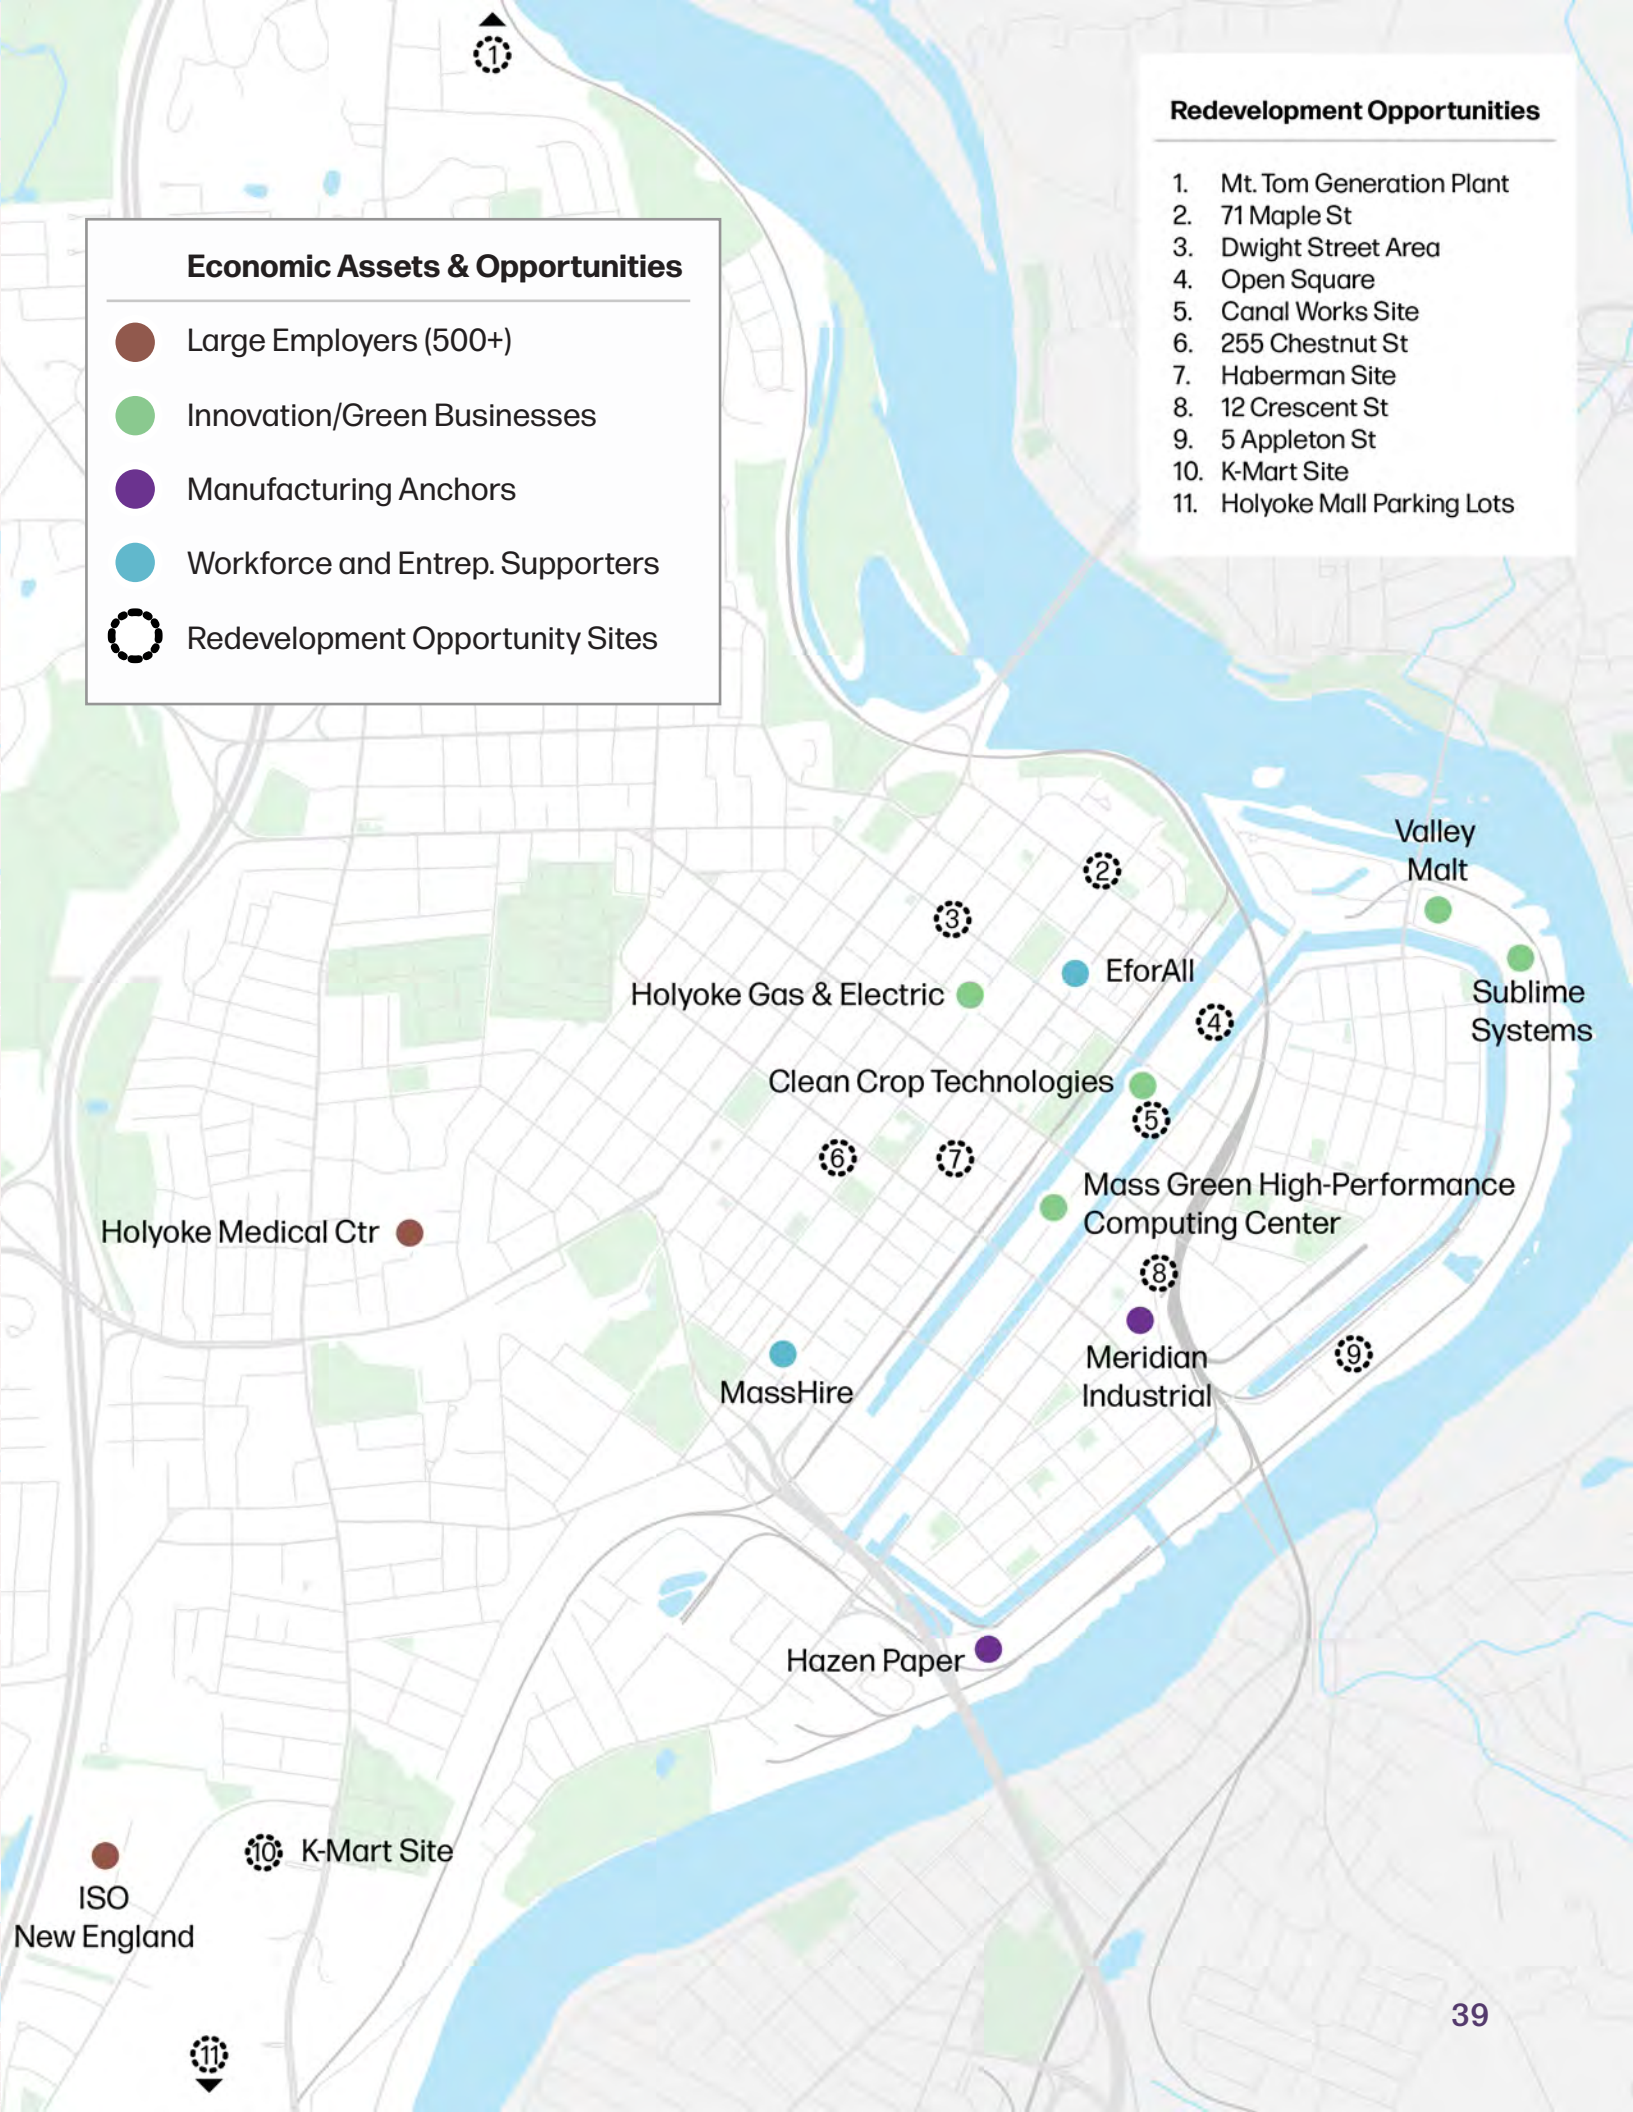 1
Redevelopment Opportunities
1. Mt. Tom Generation Plant
2. 71 Maple St
3. Dwight Street Area
4. Open Square
5. Canal Works Site
6. 255 Chestnut St
7. Haberman Site
8. 12 Crescent St
9. 5 Appleton St
10. K-Mart Site
11. Holyoke Mall Parking Lots
Economic Assets & Opportunities
Large Employers (500+)
Innovation/Green Businesses
Manufacturing Anchors
Workforce and Entrep. Supporters
Redevelopment Opportunity Sites
Valley
Malt
2
3
EforAll
Holyoke Gas & Electric
Sublime
Systems
4
Clean Crop Technologies
5
6
7
Mass Green High-Performance
Computing Center
Holyoke Medical Ctr
8
Meridian
Industrial
9
MassHire
Hazen Paper
10
K-Mart Site
ISO
New England
39
11